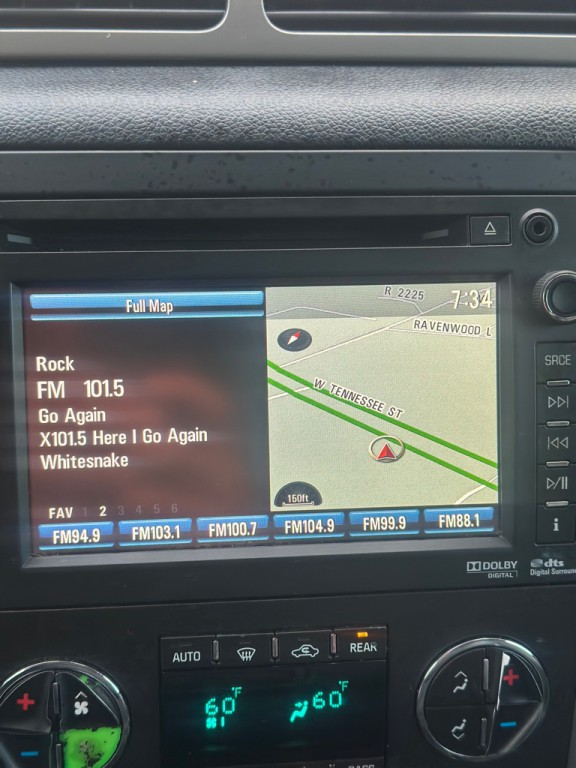 Full Map
R 2225
7:34
RAVENWOOD L
Rock
FM 101.5
Go Again
X101.5 Here I Go Again
Whitesnake
W TENNESSEE ST
150ft
FAV 1 2 3 4 5 6
FM94.9 FM103.1 FM100.7 FM104.9 FM99.9 FM88.1
SRCE
i
DOLBY
DIGITAL
dts
Digital Surroun
AUTO
REAR
60°F
60°F